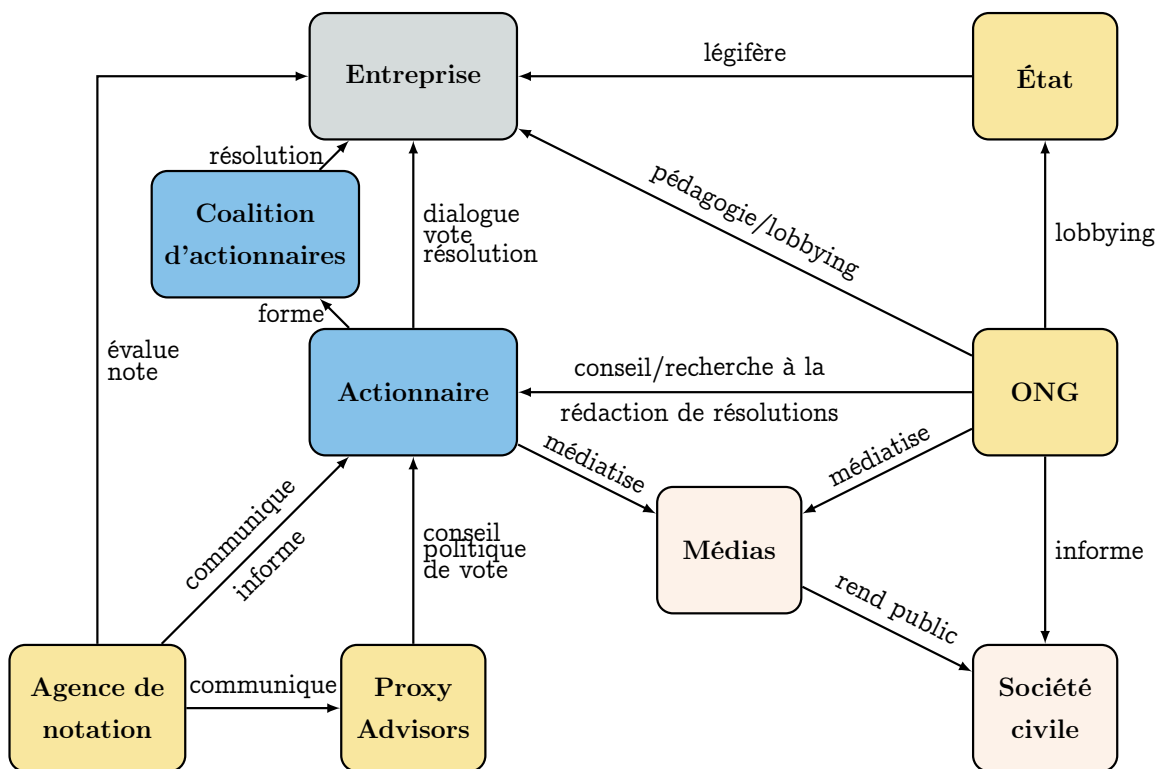 légifère
Entreprise
État
résolution
pédagogie/lobbying
Coalition
d'actionnaires
dialogue
vote
résolution
lobbying
forme
évalue
note
conseil/recherche à la
Actionnaire
ONG
rédaction de résolutions
médiatise
médiatise
communique
informe
conseil
politique
de vote
Médias
informe
rend public
Agence de
notation
communique
Proxy
Advisors
Société
civile